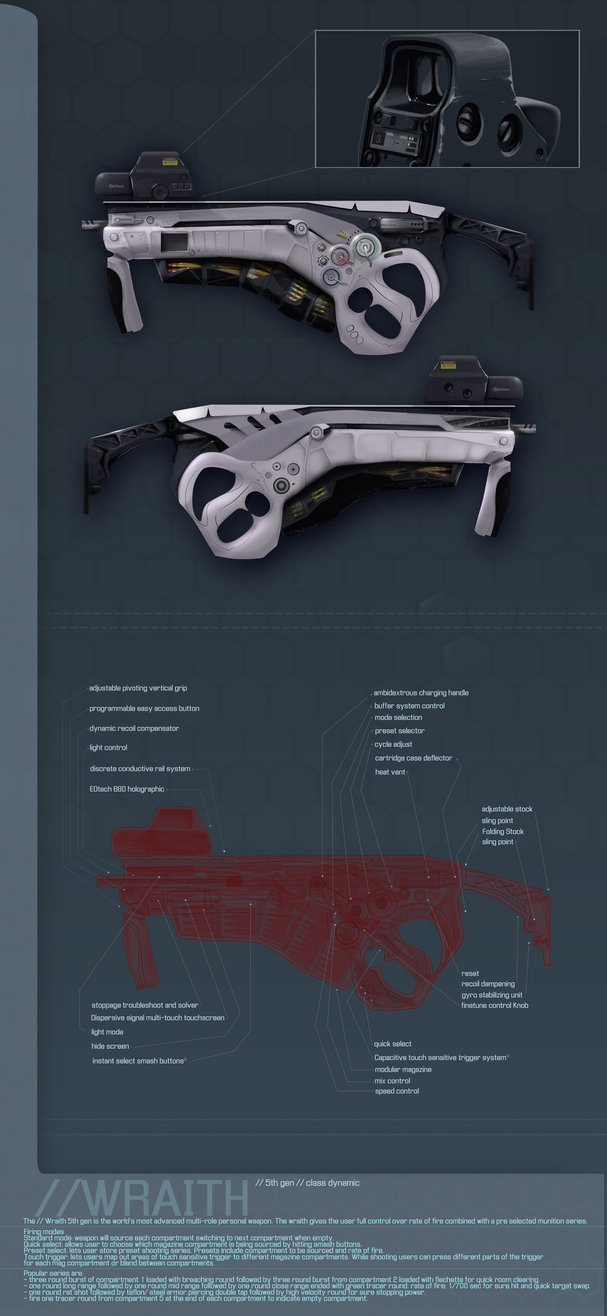 adjustable pivoting vertical grip
programmable easy access button
dynamic recoil compensator
light control
discrete conductive rail system
EOtech 680 holographic
ambidextrous charging handle
buffer system control
mode selection
preset selector
cycle adjust
cartridge case deflector
heat vent
adjustable stock
sling point
Folding Stock
sling point
stoppage troubleshoot and solver
Dispersive signal multi-touch touchscreen
light mode
hide screen
instant select smash buttons©
reset
recoil dampening
gyro stabilizing unit
finetune control Knob
quick select
Capacitive touch sensitive trigger system©
modular magazine
mix control
speed control
//WRAITH
// 5th gen // class dynamic
The // Wraith 5th gen is the world's most advanced multi-role personal weapon. The wraith gives the user full control over rate of fire combined with a pre selected munition series.
Firing modes
Standard mode: weapon will source each compartment switching to next compartment when empty.
Quick select: allows user to choose which magazine compartment is being sourced by hitting smash buttons.
Preset select: lets user store preset shooting series. Presets include compartment to be sourced and rate of fire.
Touch trigger: lets users map out areas of touch sensitive trigger to different magazine compartments. While shooting users can press different parts of the trigger
for each mag compartment or blend between compartments.
Popular series are:
- three round burst of compartment 1 loaded with breeching round followed by three round burst from compartment 2 loaded with flechette for quick room clearing.
- one round long range followed by one round mid range followed by one round close range ended with green tracer round. rate of fire: 1/700 sec for sure hit and quick target swap.
- one round rat shot followed by teflon/ steel armor piercing double tap followed by high velocity round for sure stopping power.
- fire one tracer round from compartment 5 at the end of each compartment to indicate empty compartment.